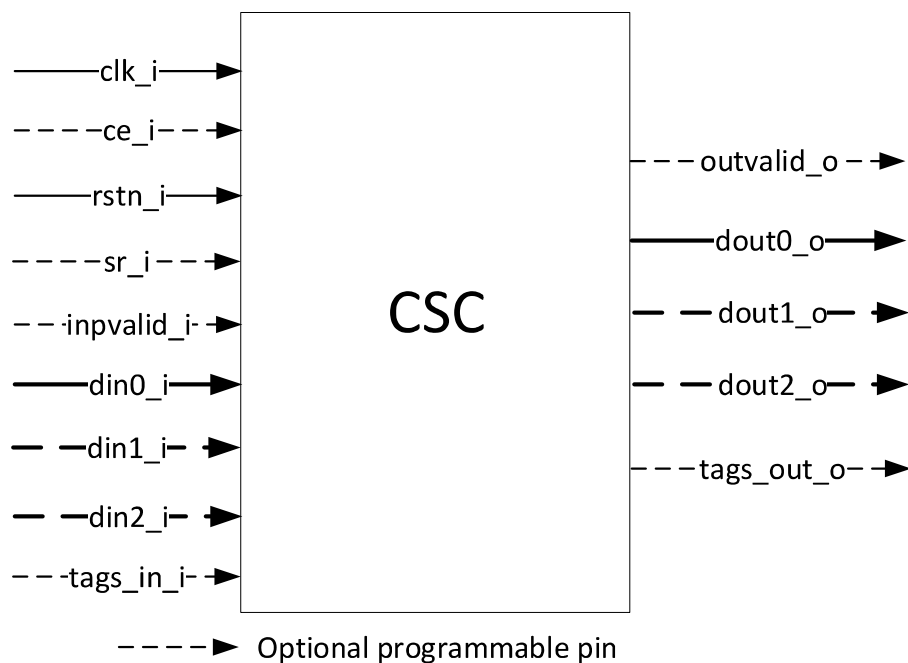 clk_i
ce_i
rstn_i
sr_i
inpvalid_i
din0_i
din1_i
din2_i
tags_in_i
CSC
outvalid_o
dout0_o
dout1_o
dout2_o
tags_out_o
Optional programmable pin